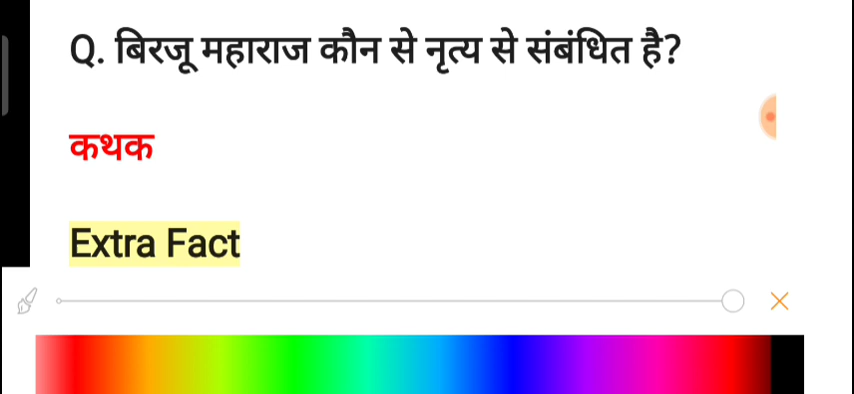 Q. बिरजू महाराज कौन से नृत्य से संबंधित है?
कथक
Extra Fact